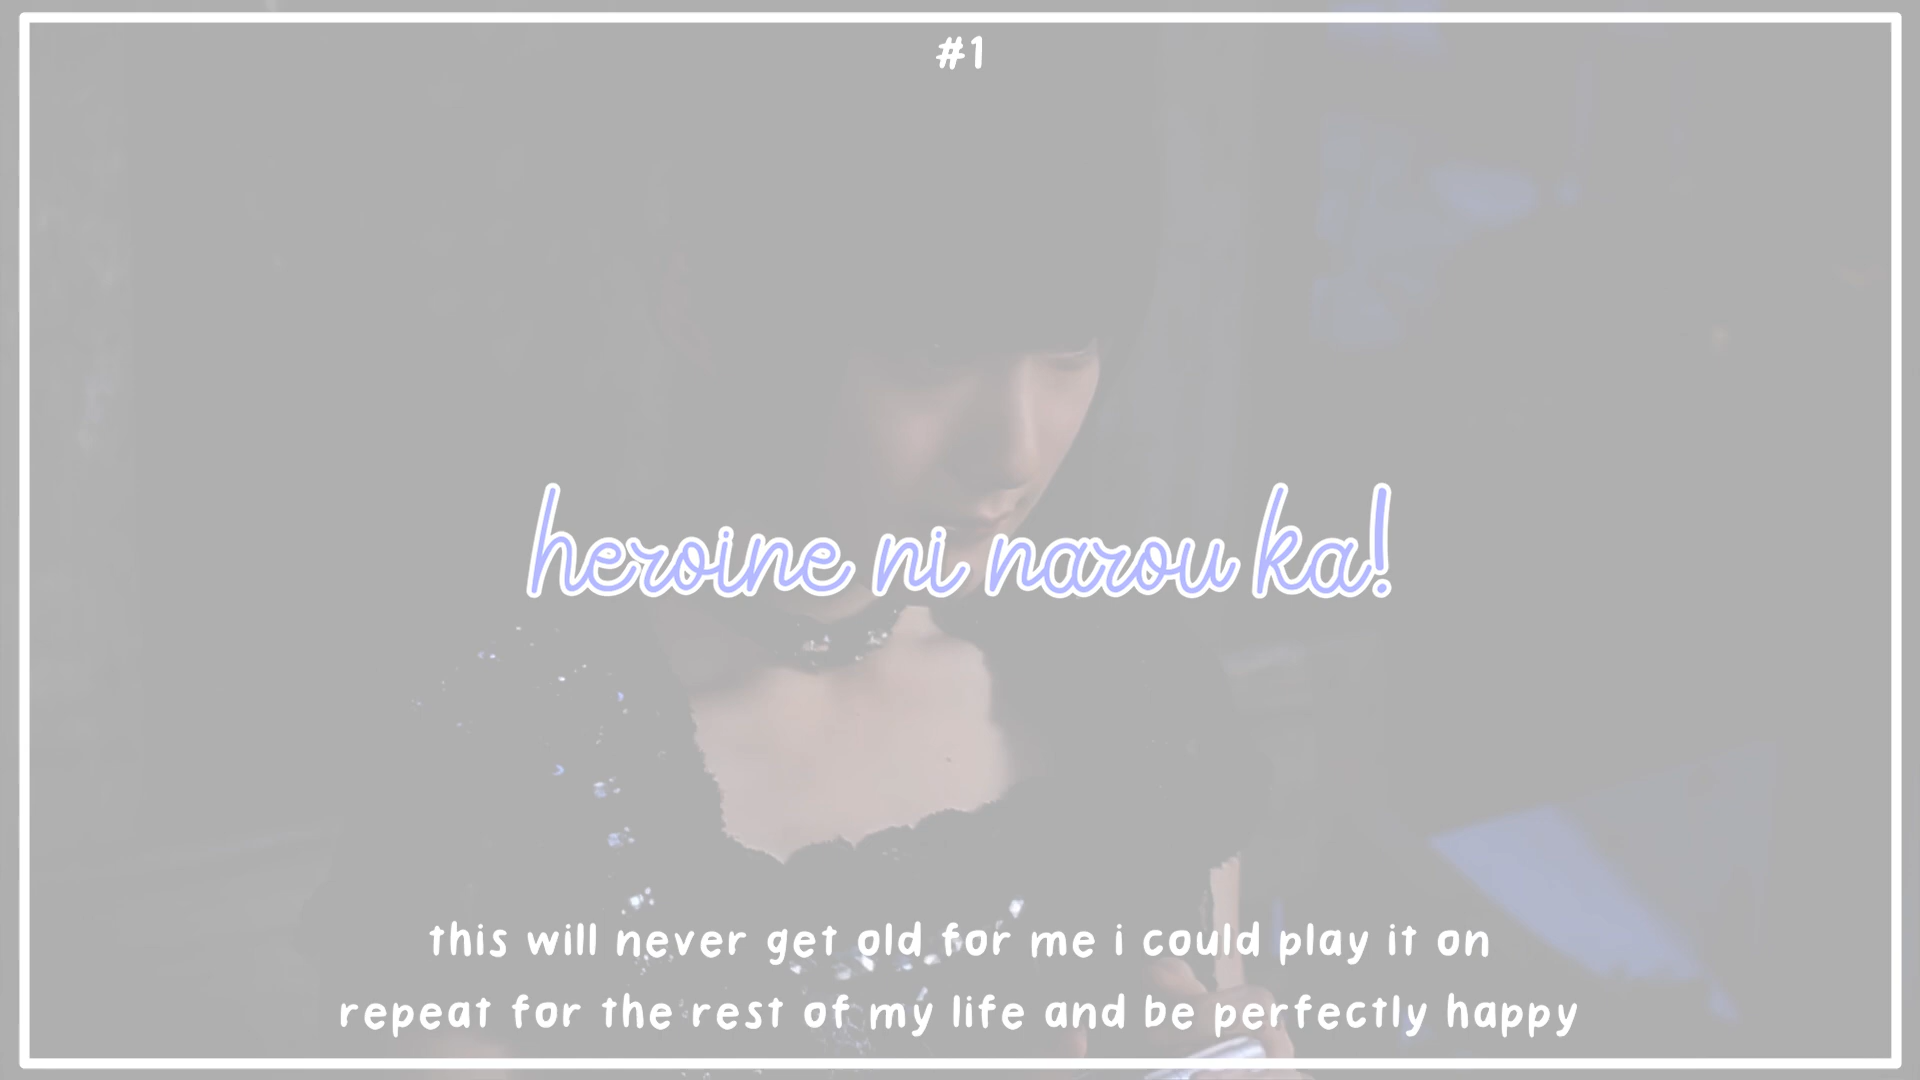 #1
heroine ni narou ka!
this will never get old for me i could play it on
repeat for the rest of my life and be perfectly happy